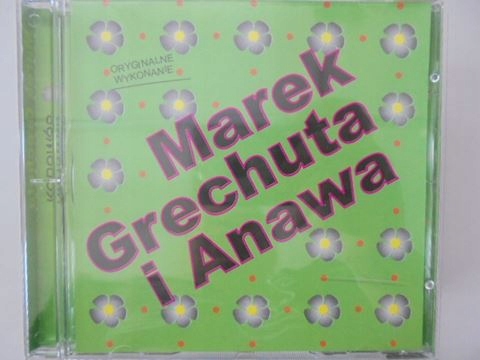 ORYGINALNE
WYKONANIE
Marek
Grechuta
i Anawa